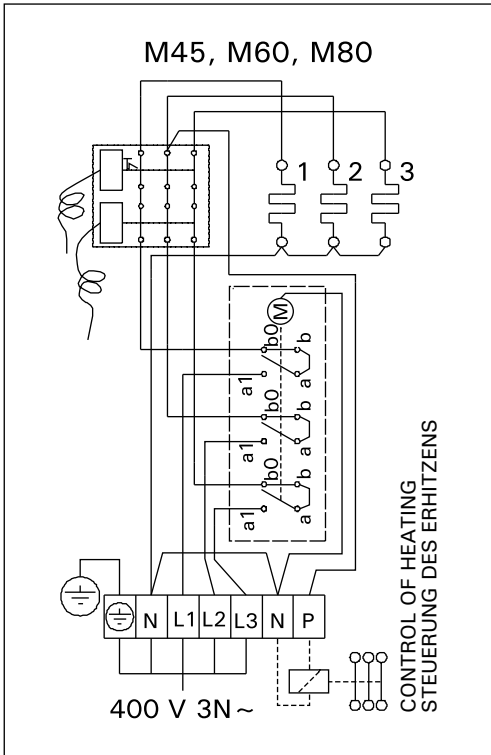 M45, M60, M80
1 2 3
M
b0 b
a1 a
b0 b
a1 a
b0 b
a1 a
CONTROL OF HEATING
STEUERUNG DES ERHITZENS
N L1 L2 L3 N P
400 V 3N~